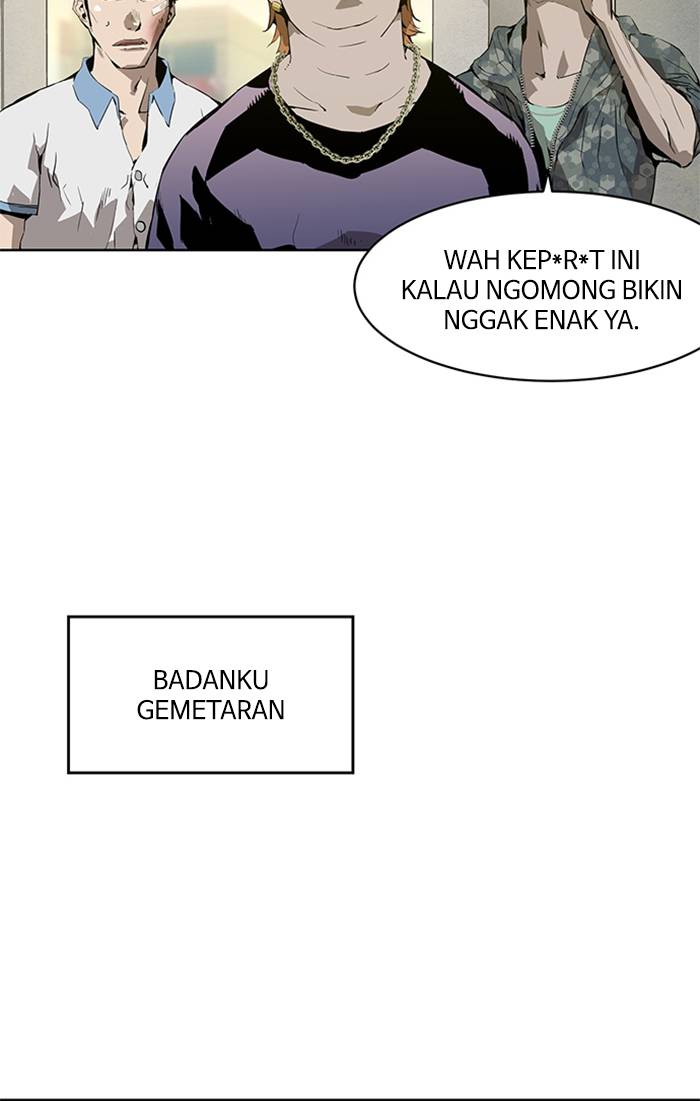 WAH KEP*R*T INI
KALAU NGOMONG BIKIN
NGGAK ENAK YA.
BADANKU
GEMETARAN